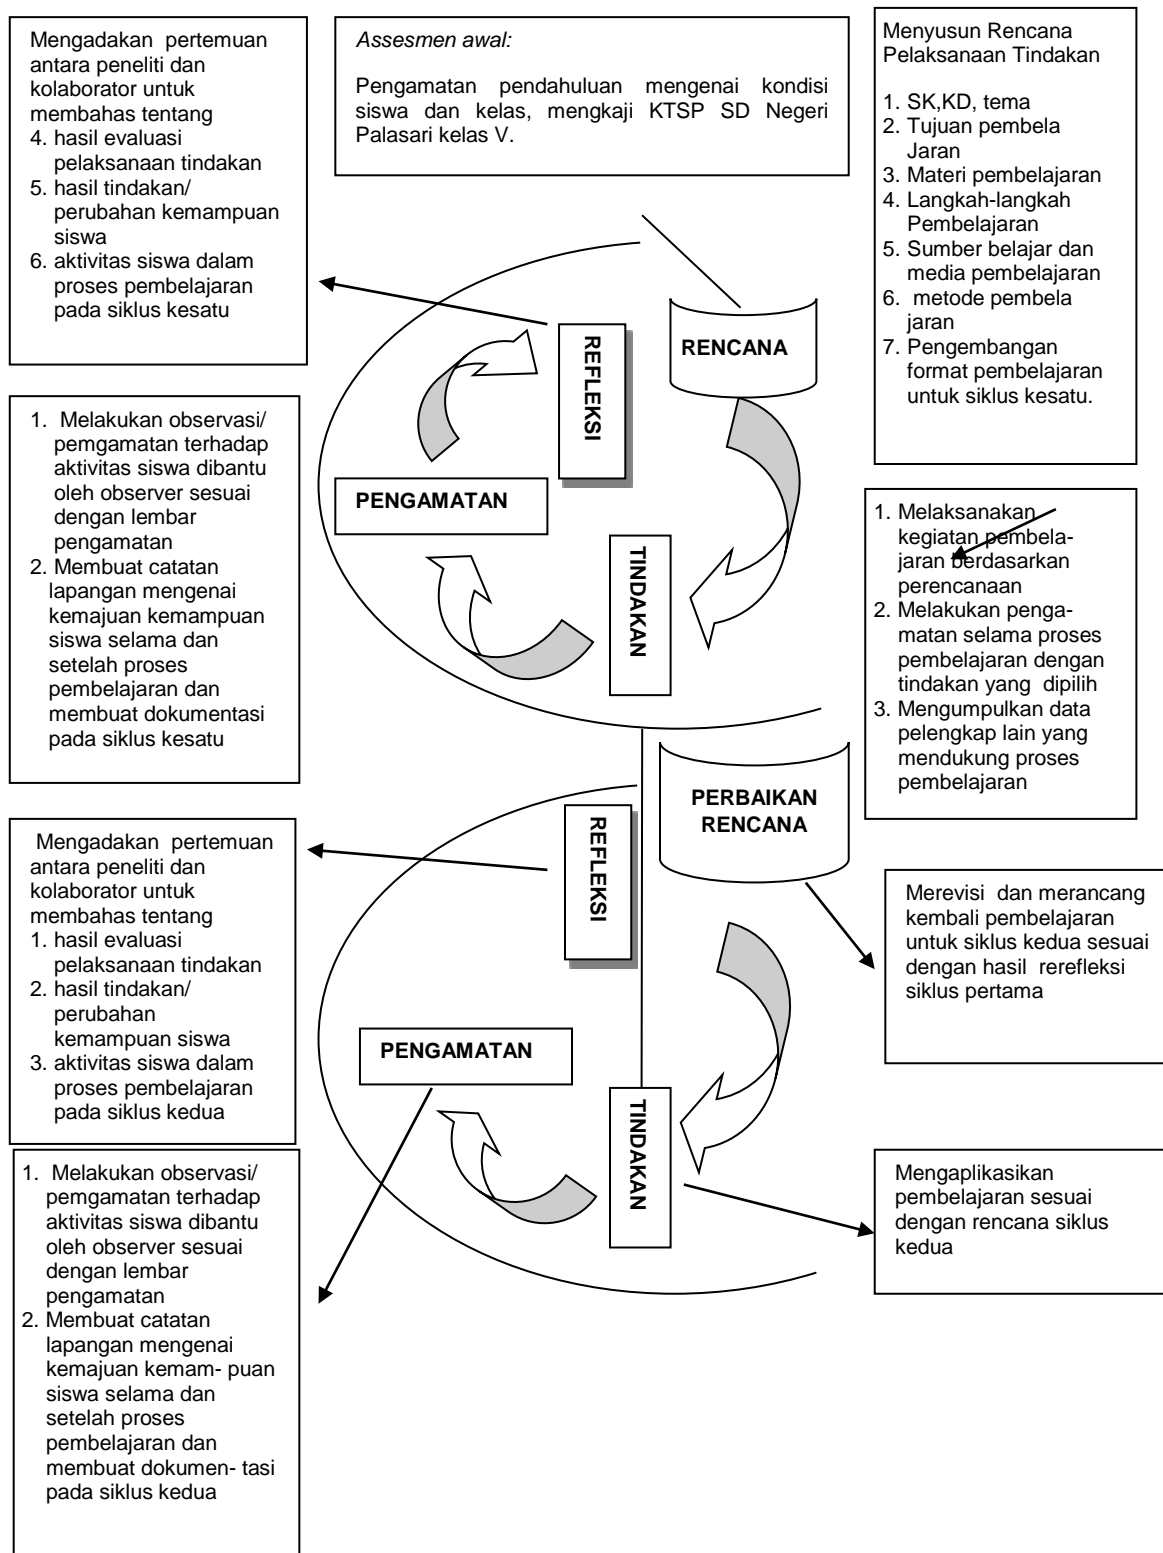 Mengadakan  pertemuan
antara peneliti dan
kolaborator untuk
membahas tentang
4. hasil evaluasi
pelaksanaan tindakan
5. hasil tindakan/
perubahan kemampuan
siswa
6. aktivitas siswa dalam
proses pembelajaran
pada siklus kesatu
Assesmen awal:
Pengamatan pendahuluan mengenai kondisi
siswa dan kelas, mengkaji KTSP SD Negeri
Palasari kelas V.
Menyusun Rencana
Pelaksanaan Tindakan
1. SK,KD, tema
2. Tujuan pembela
Jaran
3. Materi pembelajaran
4. Langkah-langkah
Pembelajaran
5. Sumber belajar dan
media pembelajaran
6.  metode pembela
jaran
7. Pengembangan
format pembelajaran
untuk siklus kesatu.
REFLEKSI
RENCANA
PENGAMATAN
TINDAKAN
1.  Melakukan observasi/
pemgamatan terhadap
aktivitas siswa dibantu
oleh observer sesuai
dengan lembar
pengamatan
2. Membuat catatan
lapangan mengenai
kemajuan kemampuan
siswa selama dan
setelah proses
pembelajaran dan
membuat dokumentasi
pada siklus kesatu
1. Melaksanakan
kegiatan pembela-
jaran berdasarkan
perencanaan
2. Melakukan penga-
matan selama proses
pembelajaran dengan
tindakan yang  dipilih
3. Mengumpulkan data
pelengkap lain yang
mendukung proses
pembelajaran
PERBAIKAN
RENCANA
REFLEKSI
Mengadakan  pertemuan
antara peneliti dan
kolaborator untuk
membahas tentang
1. hasil evaluasi
pelaksanaan tindakan
2. hasil tindakan/
perubahan
kemampuan siswa
3. aktivitas siswa dalam
proses pembelajaran
pada siklus kedua
Merevisi  dan merancang
kembali pembelajaran
untuk siklus kedua sesuai
dengan hasil  rerefleksi
siklus pertama
PENGAMATAN
TINDAKAN
1.  Melakukan observasi/
pemgamatan terhadap
aktivitas siswa dibantu
oleh observer sesuai
dengan lembar
pengamatan
2. Membuat catatan
lapangan mengenai
kemajuan kemam- puan
siswa selama dan
setelah proses
pembelajaran dan
membuat dokumen- tasi
pada siklus kedua
Mengaplikasikan
pembelajaran sesuai
dengan rencana siklus
kedua